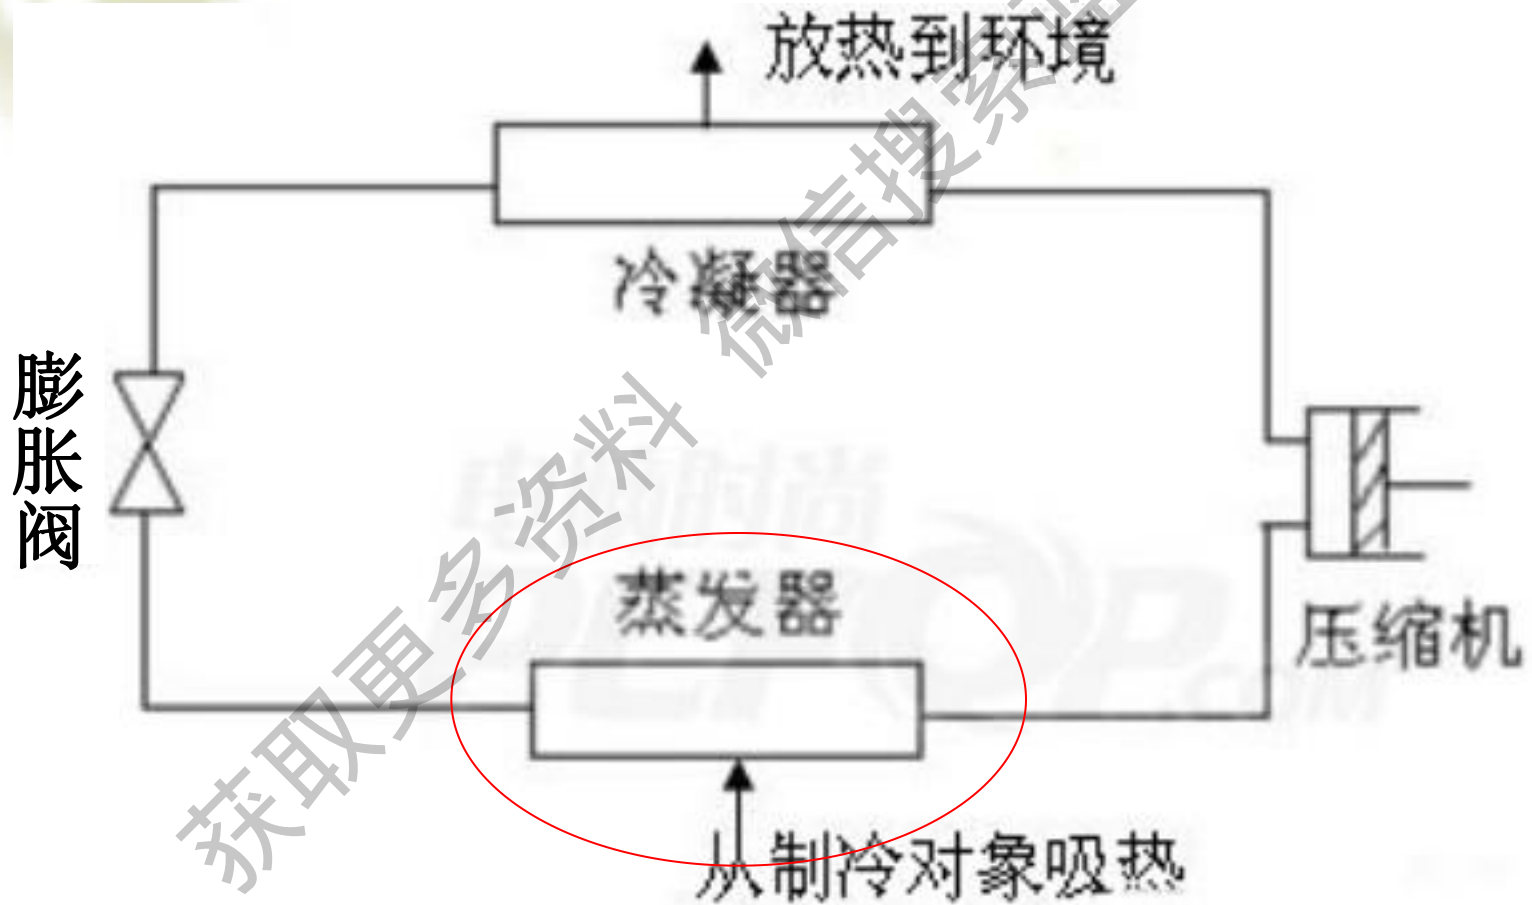 放热到环境
冷凝器
膨胀阀
蒸发器
压缩机
从制冷对象吸热
获取更多资料 微信搜索